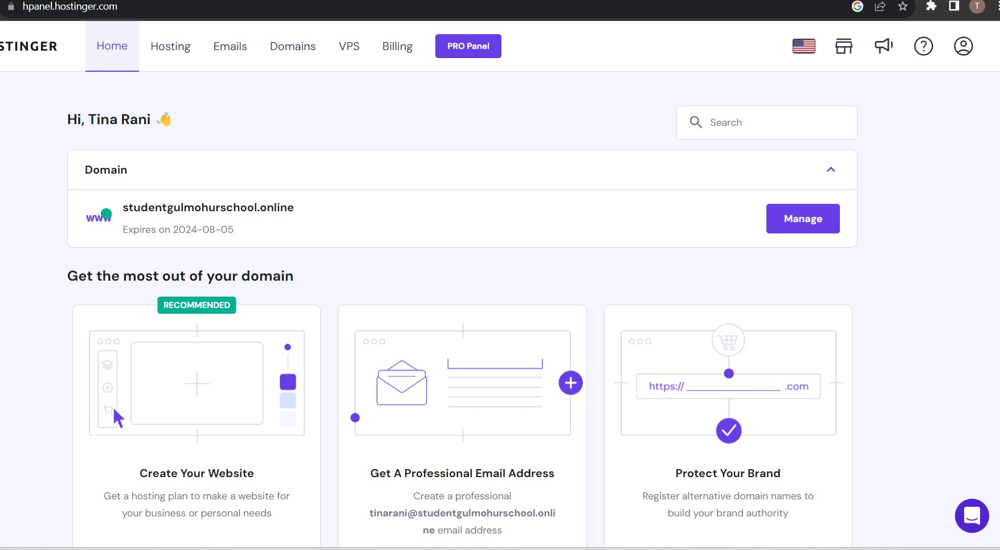 hpanel.hostinger.com
T
STINGER
Home
Hosting
Emails
Domains
VPS
Billing
PRO Panel
Hi, Tina Rani 👋
Search
Domain
www
studentgulmohurschool.online
Expires on 2024-08-05
Manage
Get the most out of your domain
RECOMMENDED
https:// .com
Create Your Website
Get a hosting plan to make a website for
your business or personal needs
Get A Professional Email Address
Create a professional
tinarani@studentgulmohurschool.onli
ne email address
Protect Your Brand
Register alternative domain names to
build your brand authority